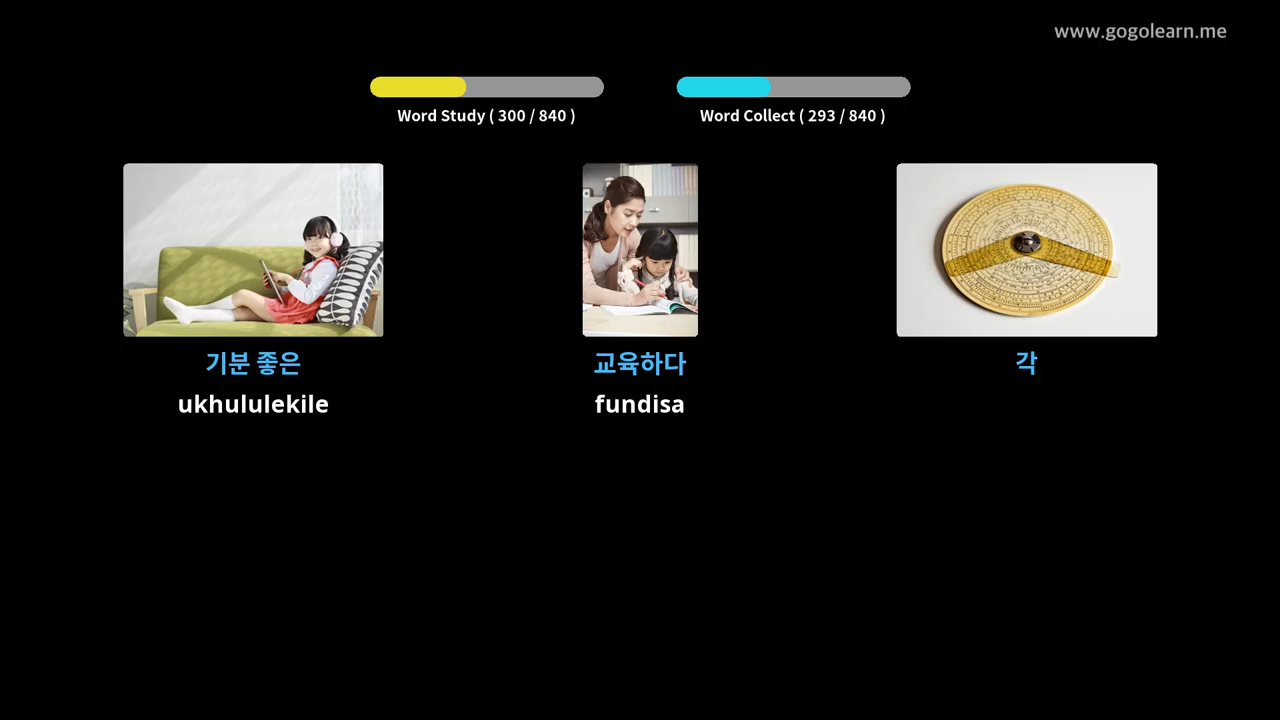 www.gogolearn.me
Word Study ( 300 / 840 )
Word Collect ( 293 / 840 )
기분 좋은
교육하다
각
ukhululekile
fundisa